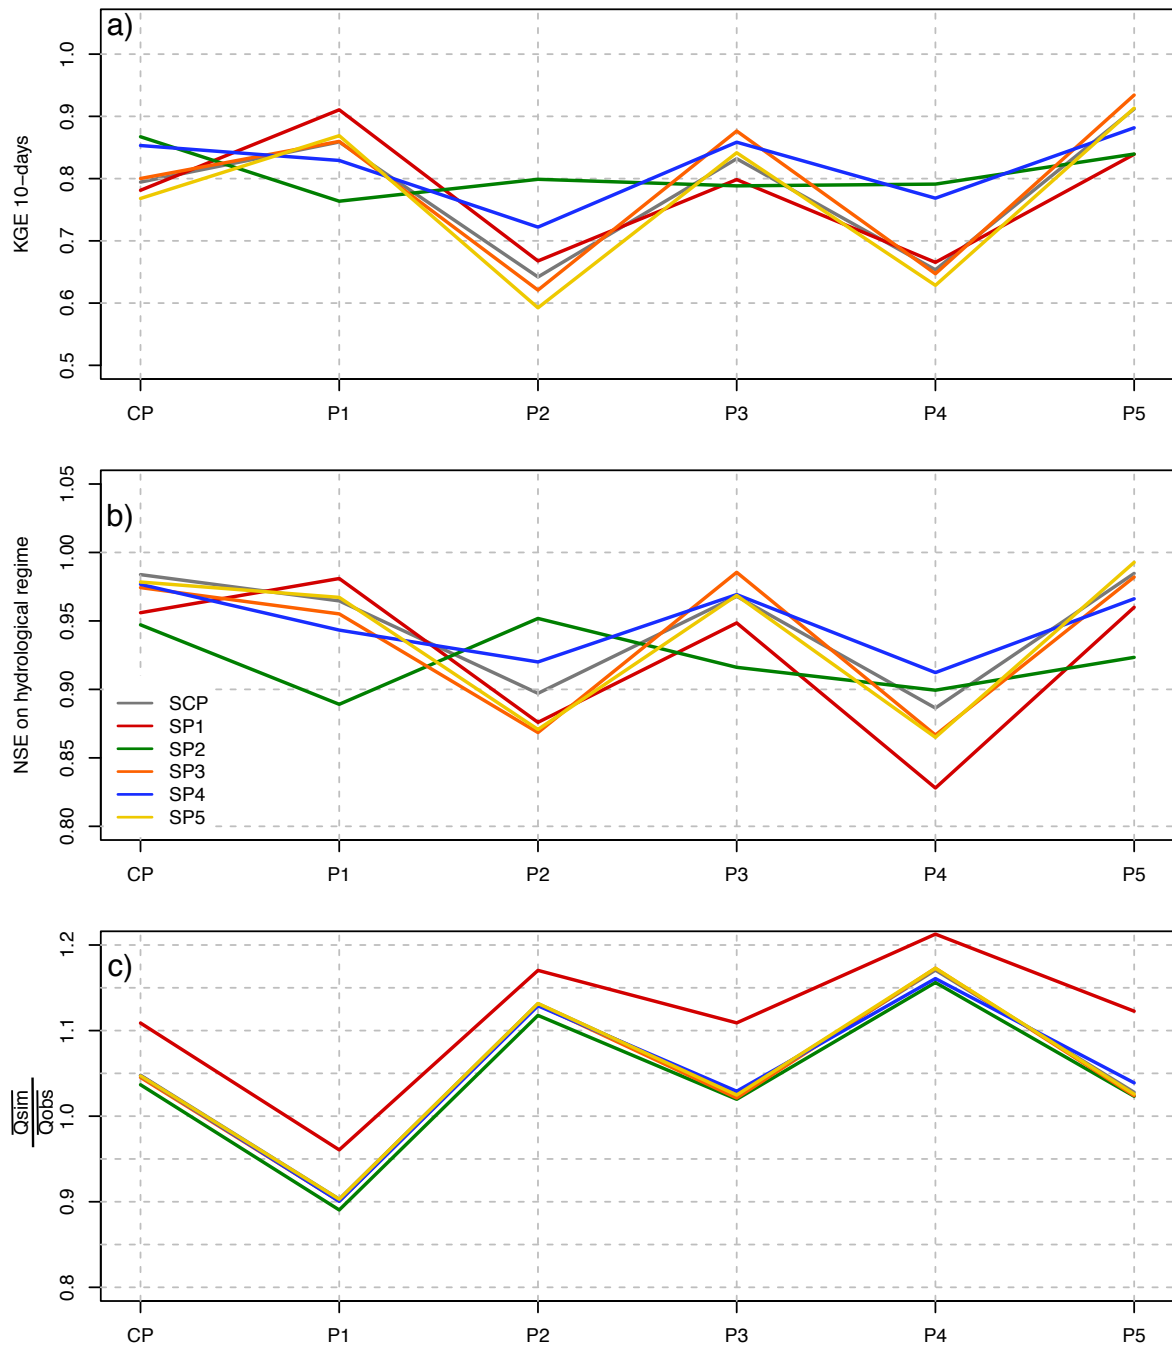 a)
KGE 10−days
1.0
0.9
0.8
0.7
0.6
0.5
CP P1 P2 P3 P4 P5
b)
NSE on hydrological regime
1.05
1.00
0.95
0.90
0.85
0.80
SCP
SP1
SP2
SP3
SP4
SP5
CP P1 P2 P3 P4 P5
c)
Qsim
Qobs
1.2
1.1
1.0
0.9
0.8
CP P1 P2 P3 P4 P5